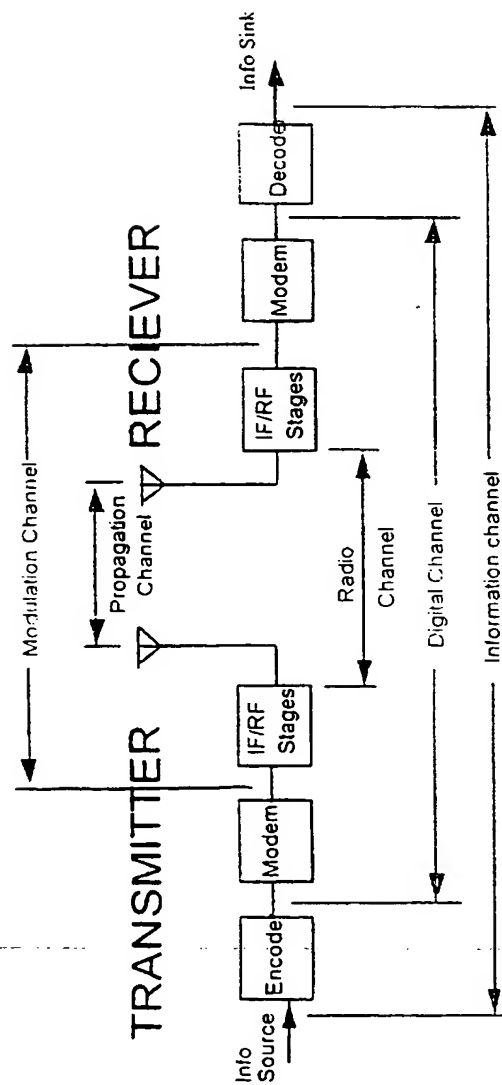 TRANSMITTER
RECIEVER
Modulation Channel
Propagation
Channel
Info
Source
Encode
Modem
IF/RF
Stages
IF/RF
Stages
Modem
Decode
Info Sink
Radio
Channel
Digital Channel
Information channel